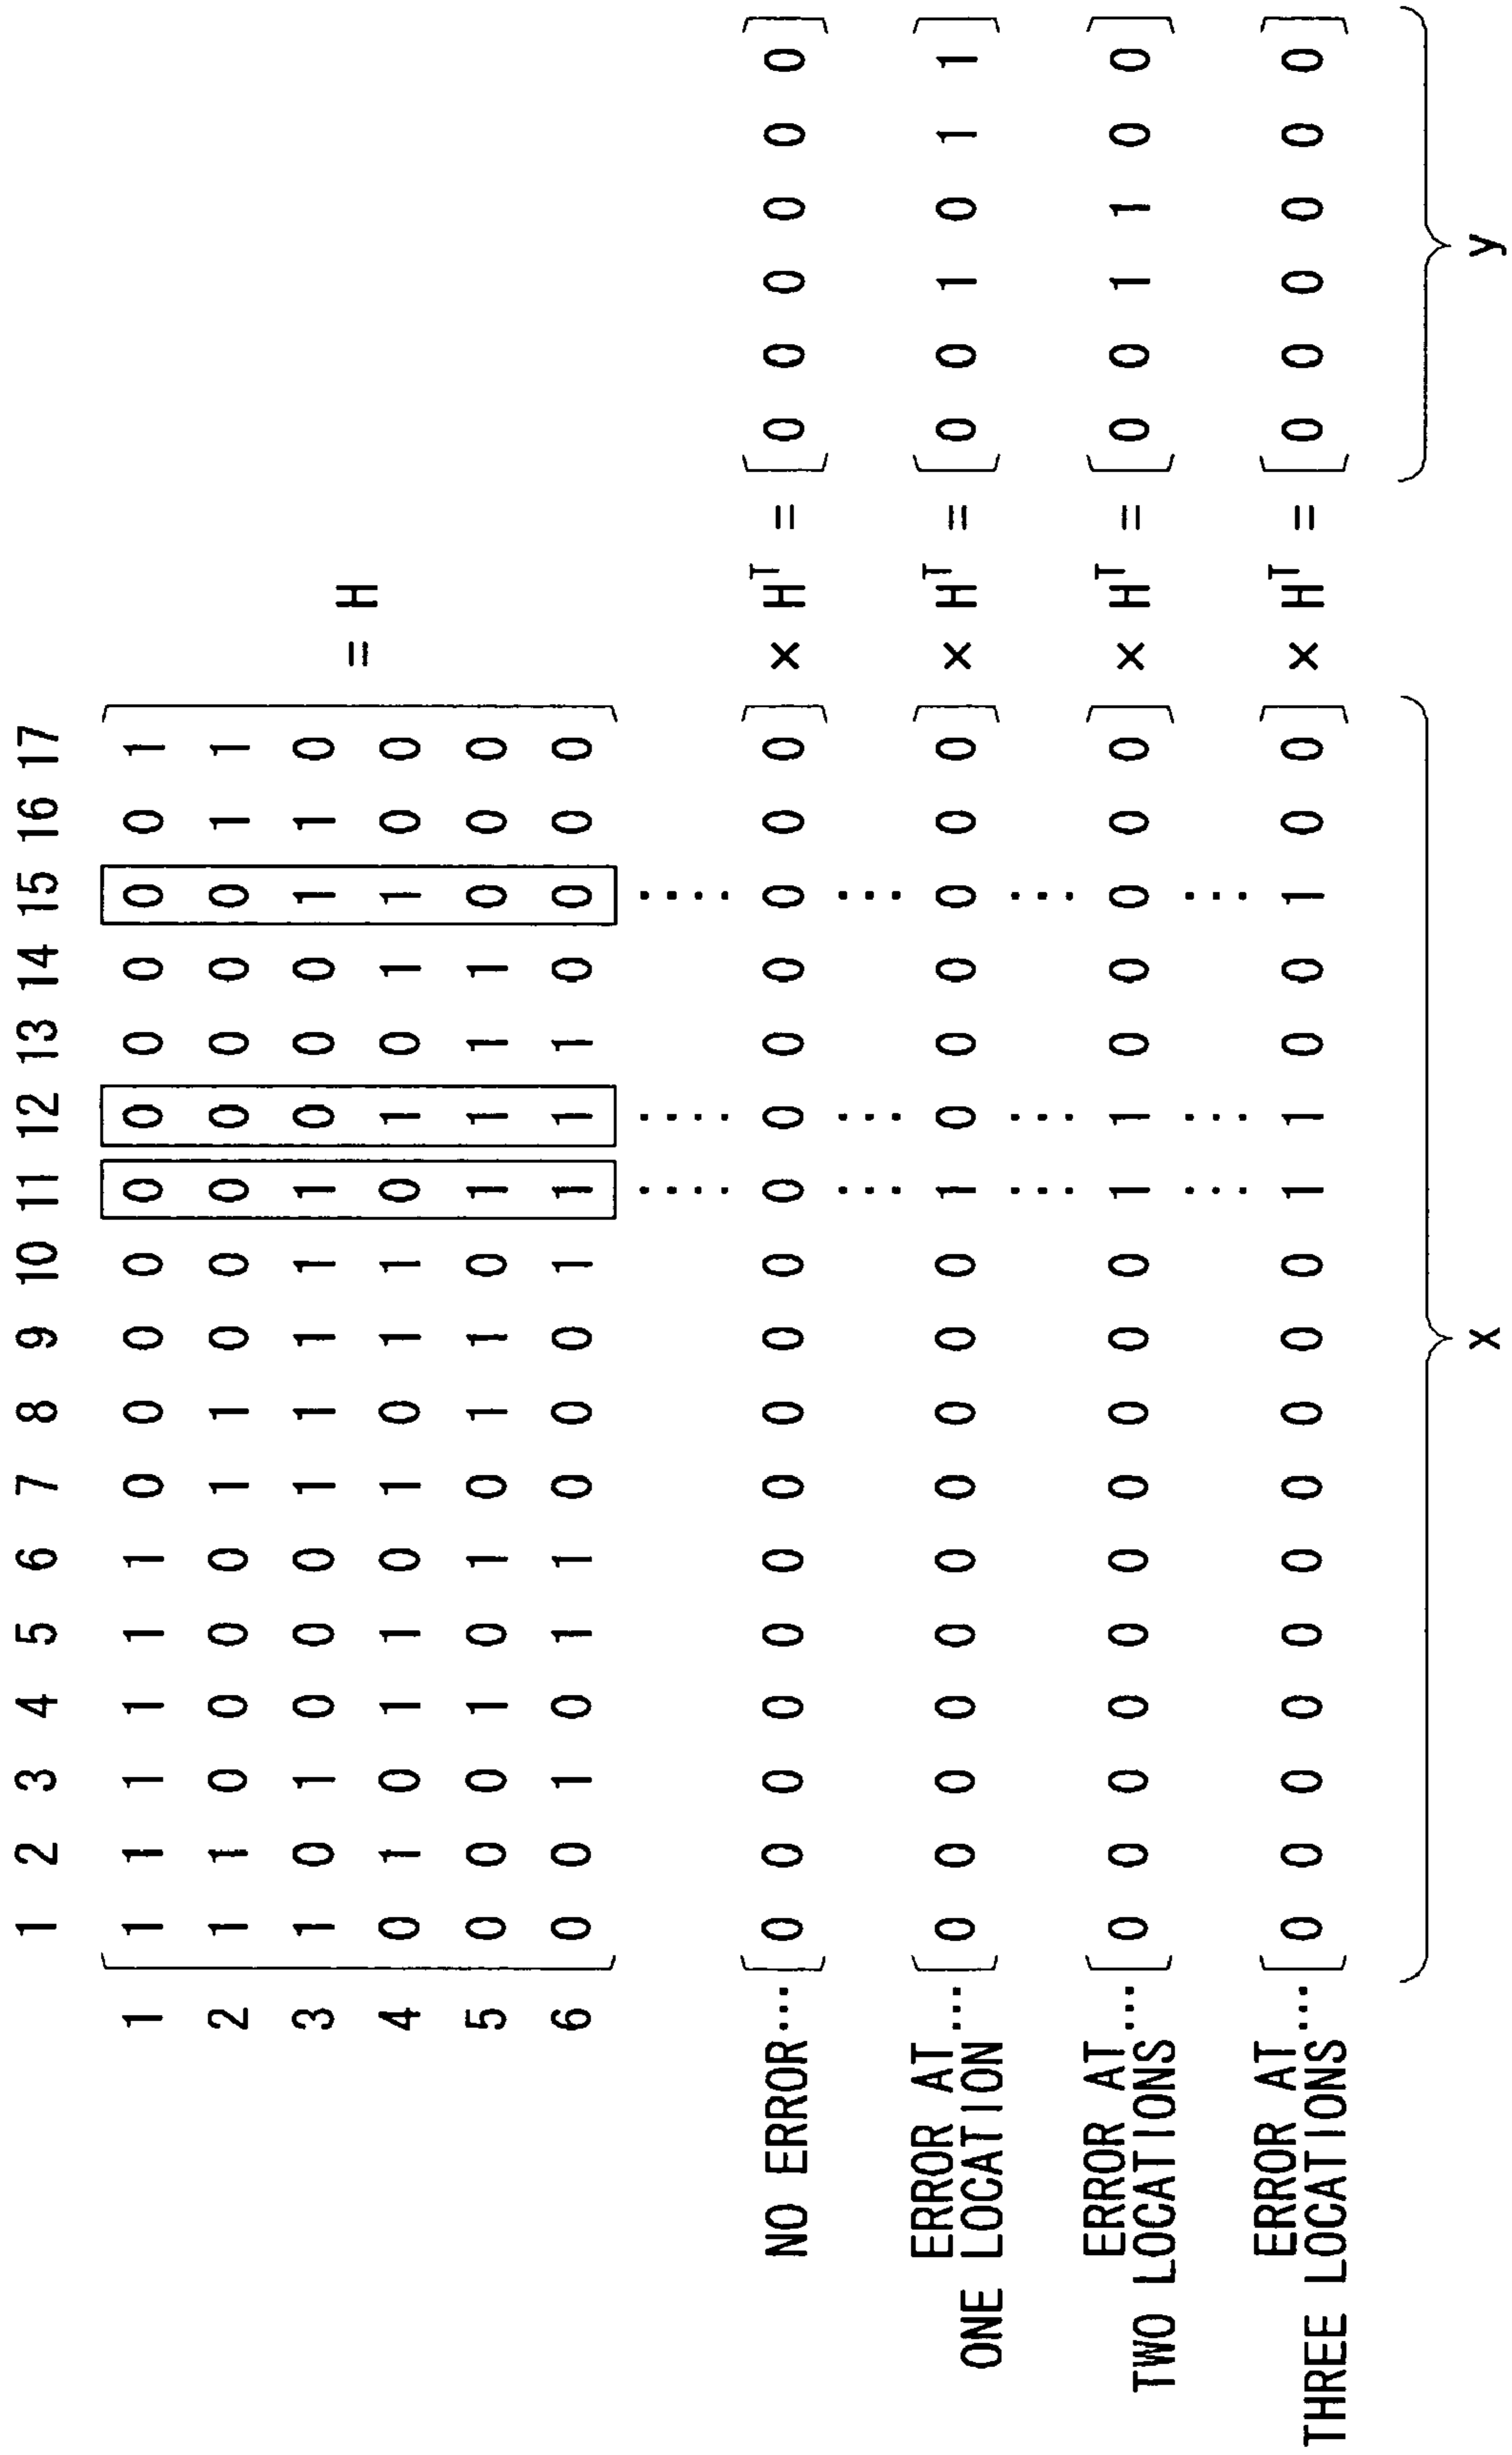 1 2 3 4 5 6 7 8 9 10 11 12 13 14 15 16 17
1 [1 1 1 1 1 1 0 0 0 0 0 0 0 0 0 0 1]
2 [1 1 0 0 0 0 1 1 0 0 0 0 0 0 0 1 1]
3 [1 0 1 0 0 0 1 1 1 1 1 0 0 0 1 1 0]
4 [0 1 0 1 1 0 1 0 1 1 0 1 0 1 1 0 0]
5 [0 0 0 1 0 1 0 1 1 0 1 1 1 1 0 0 0]
6 [0 0 1 0 1 1 0 0 0 1 1 1 1 0 0 0 0]
= H
NO ERROR... [0 0 0 0 0 0 0 0 0 0 0 0 0 0 0 0 0] × Hᵀ = [0 0 0 0 0 0]
ERROR AT
ONE LOCATION ... [0 0 0 0 0 0 0 0 0 0 1 0 0 0 0 0 0] × Hᵀ = [0 0 1 0 1 1]
ERROR AT
TWO LOCATIONS ... [0 0 0 0 0 0 0 0 0 0 1 1 0 0 0 0 0] × Hᵀ = [0 0 1 1 0 0]
ERROR AT
THREE LOCATIONS ... [0 0 0 0 0 0 0 0 0 0 1 1 0 0 1 0 0] × Hᵀ = [0 0 0 0 0 0]
x y